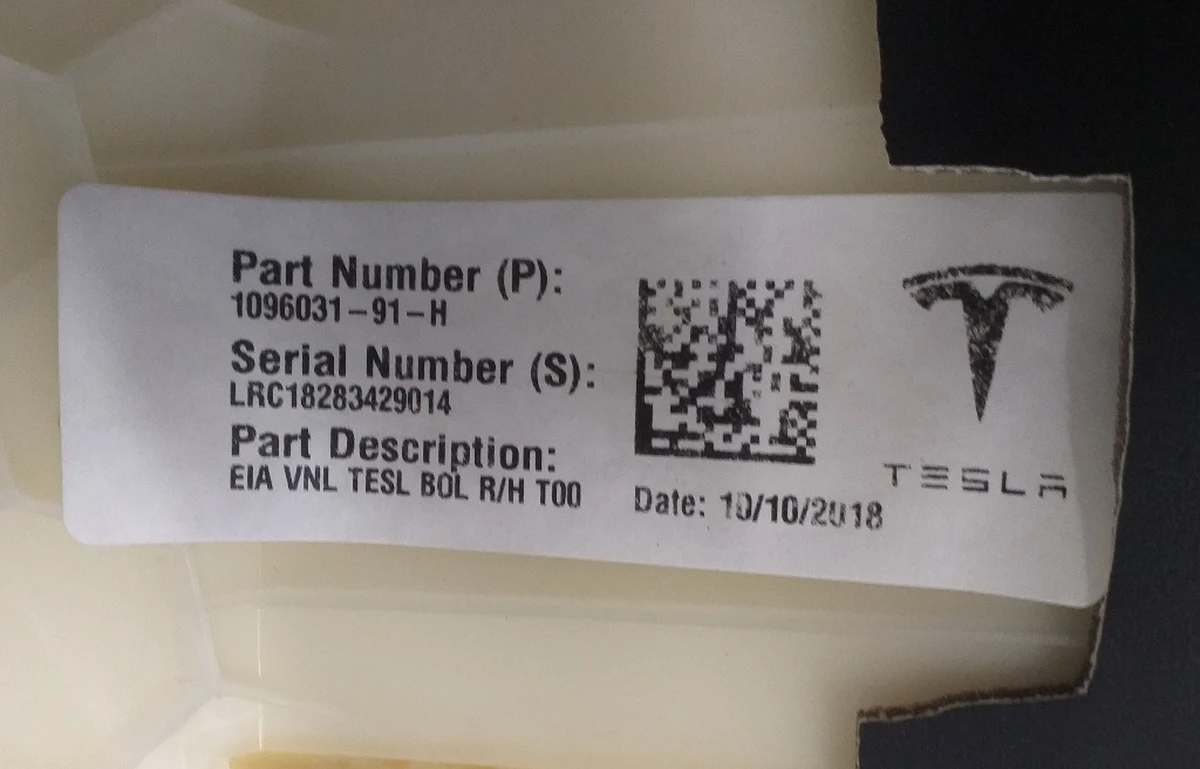 Part Number (P):
1096031-91-H
Serial Number (S):
LRC18283429014
Part Description:
EIA VNL TESL BOL R/H T00
Date: 10/10/2018
TESLA